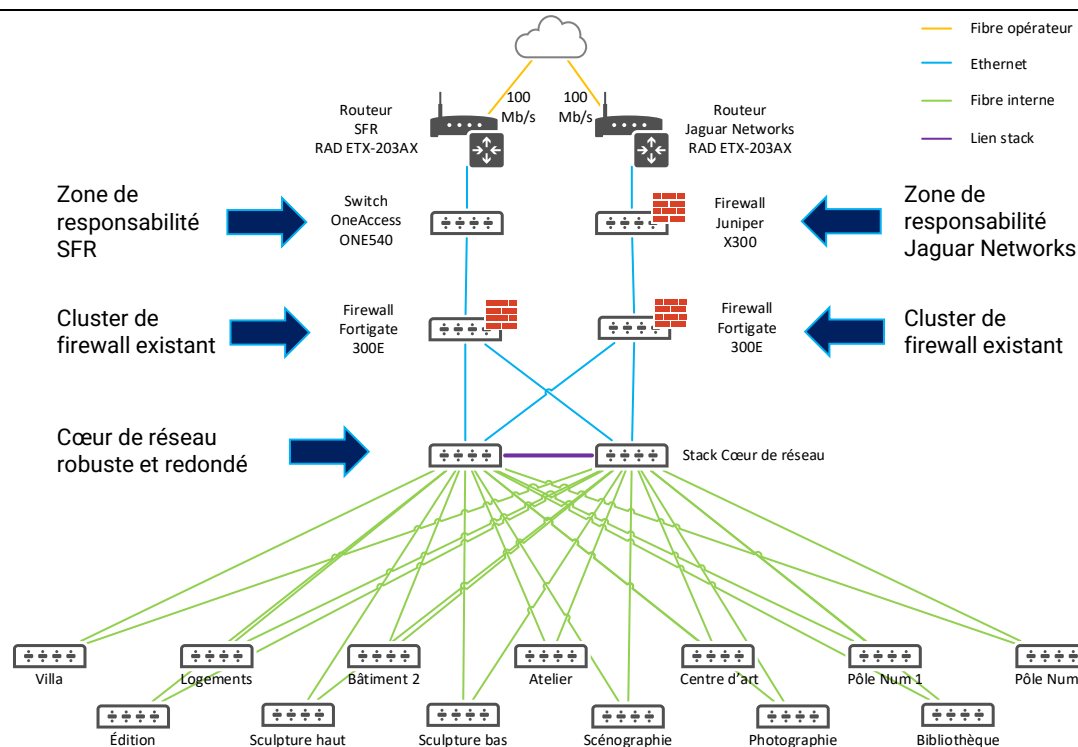 Fibre opérateur
Ethernet
Fibre interne
Lien stack
100
Mb/s
100
Mb/s
Routeur
SFR
RAD ETX-203AX
Routeur
Jaguar Networks
RAD ETX-203AX
Zone de
responsabilité
SFR
Switch
OneAccess
ONE540
Firewall
Juniper
X300
Zone de
responsabilité
Jaguar Networks
Cluster de
firewall existant
Firewall
Fortigate
300E
Firewall
Fortigate
300E
Cluster de
firewall existant
Cœur de réseau
robuste et redondé
Stack Cœur de réseau
Villa
Logements
Bâtiment 2
Atelier
Centre d'art
Pôle Num 1
Pôle Num
Édition
Sculpture haut
Sculpture bas
Scénographie
Photographie
Bibliothèque